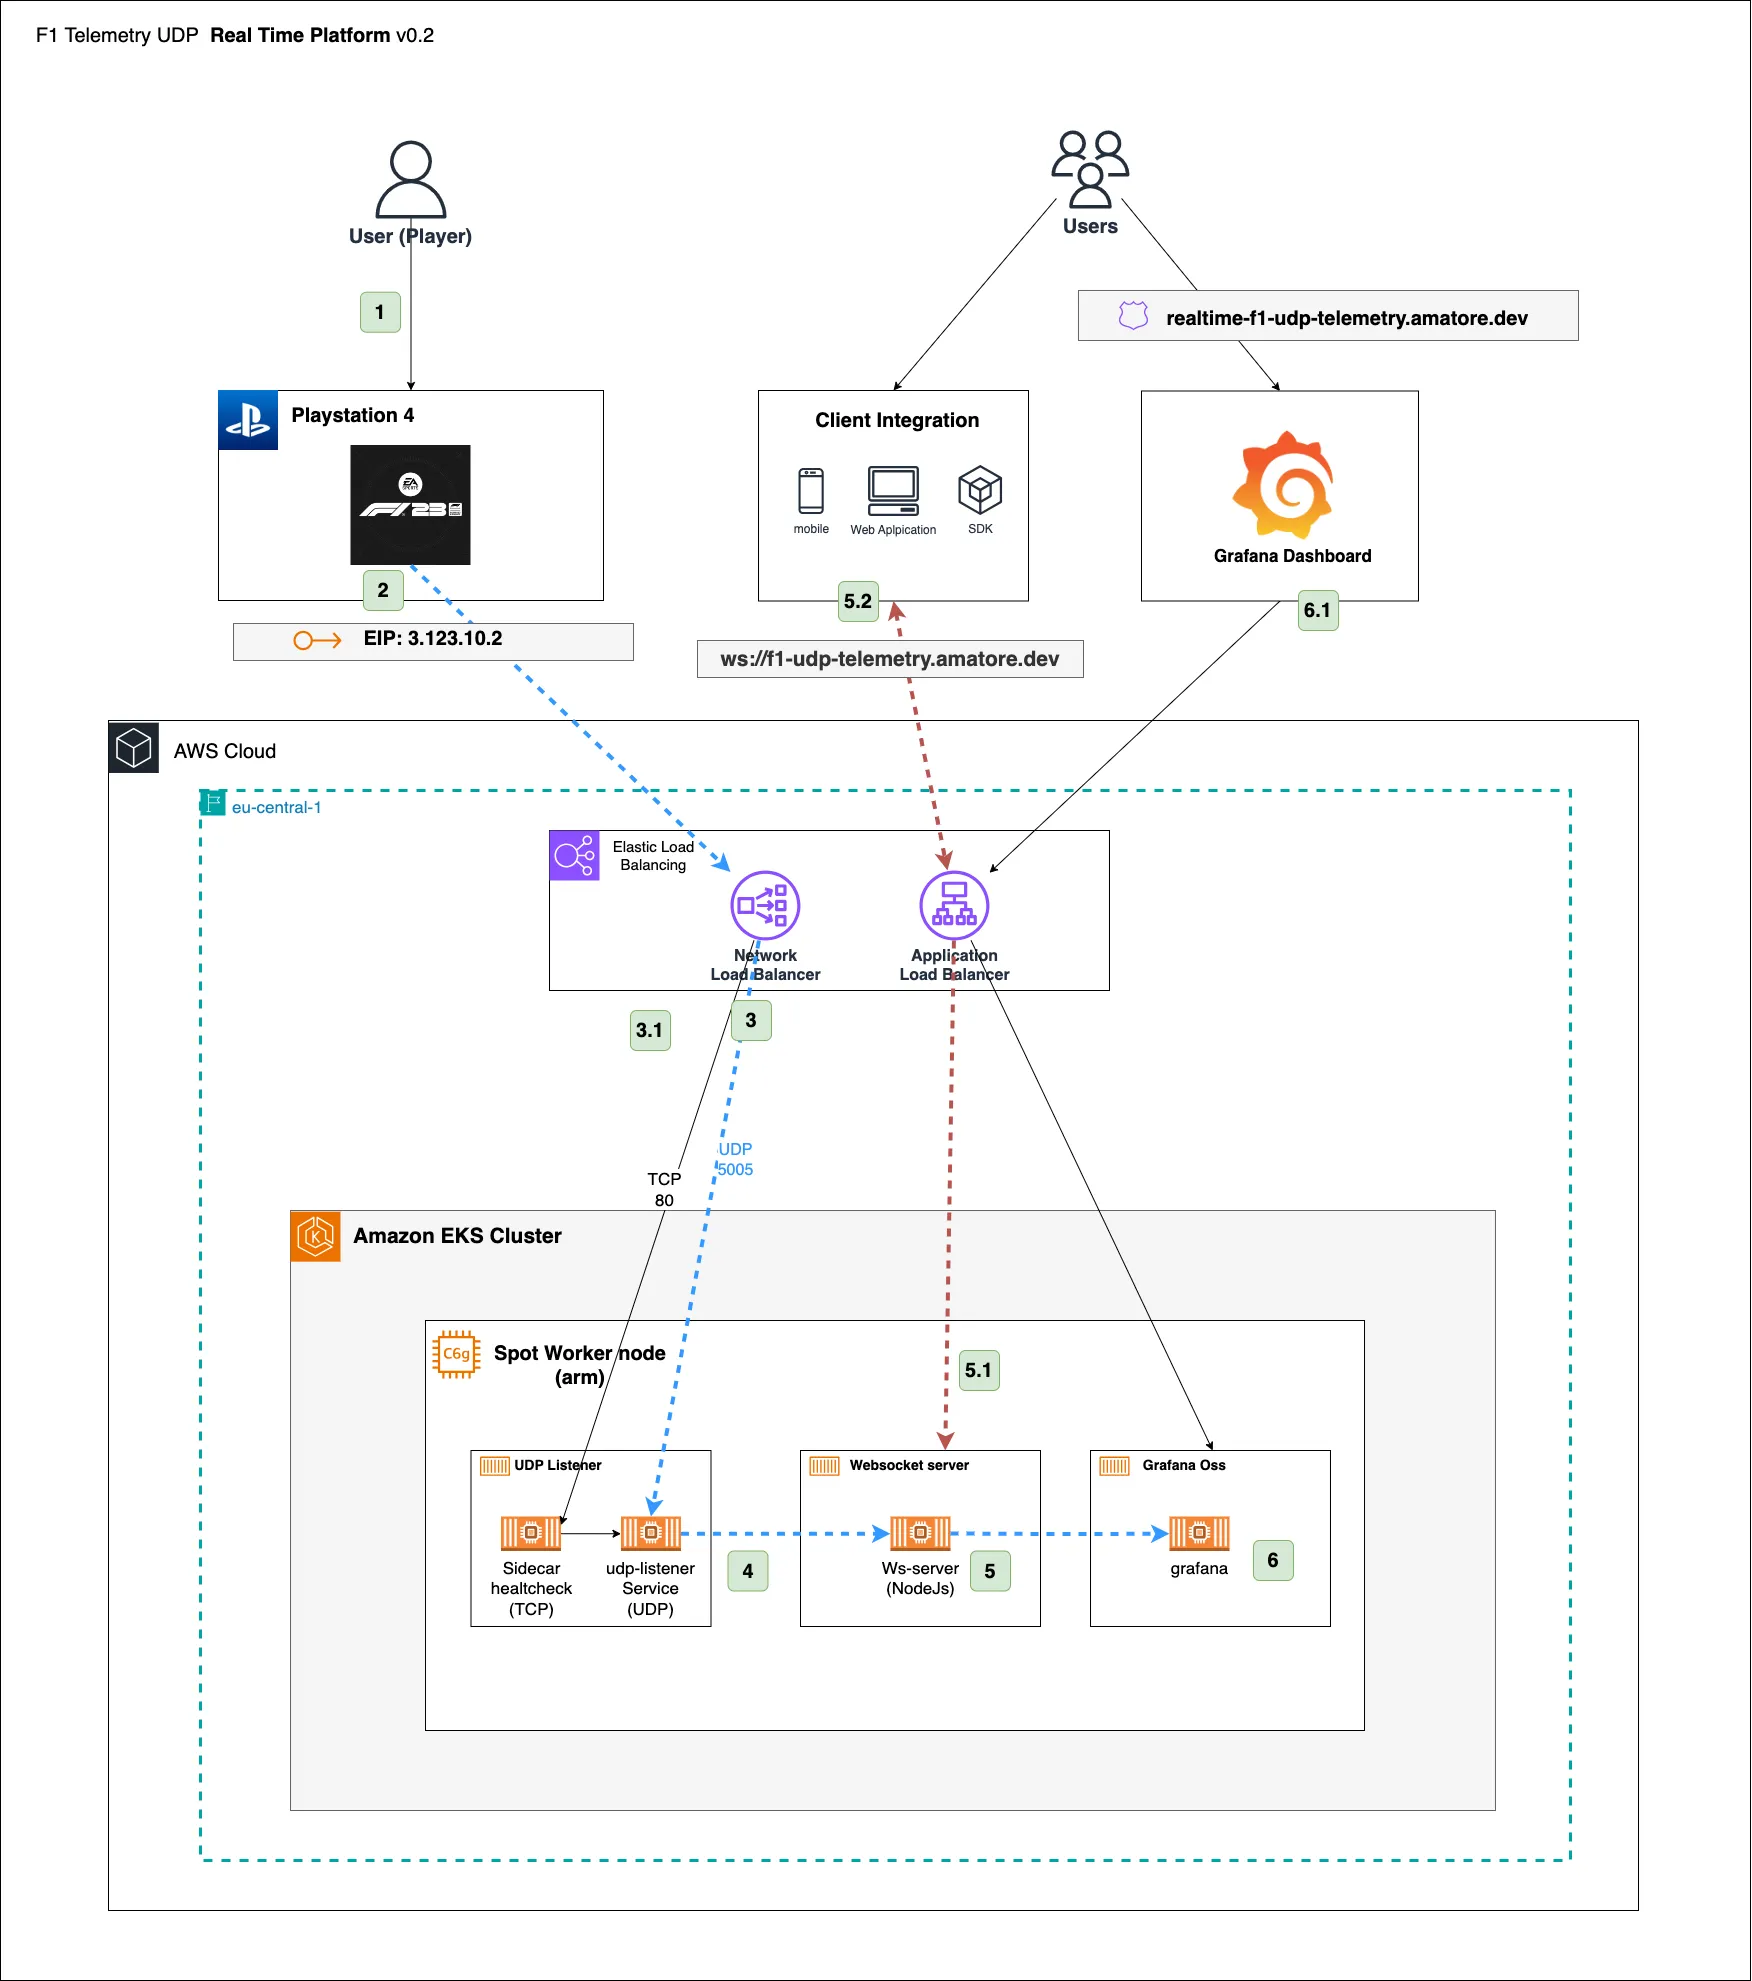 F1 Telemetry UDP Real Time Platform v0.2
User (Player)
Users
1
realtime-f1-udp-telemetry.amatore.dev
Playstation 4
EA
SPORTS
F1 23
Client Integration
mobile
Web Aplpication
SDK
Grafana Dashboard
2
5.2
6.1
EIP: 3.123.10.2
ws://f1-udp-telemetry.amatore.dev
AWS Cloud
eu-central-1
Elastic Load
Balancing
Network
Load Balancer
Application
Load Balancer
3.1
3
UDP
5005
TCP
80
Amazon EKS Cluster
C6g
Spot Worker node
(arm)
5.1
UDP Listener
Websocket server
Grafana Oss
Sidecar
healtcheck
(TCP)
udp-listener
Service
(UDP)
4
Ws-server
(NodeJs)
5
grafana
6